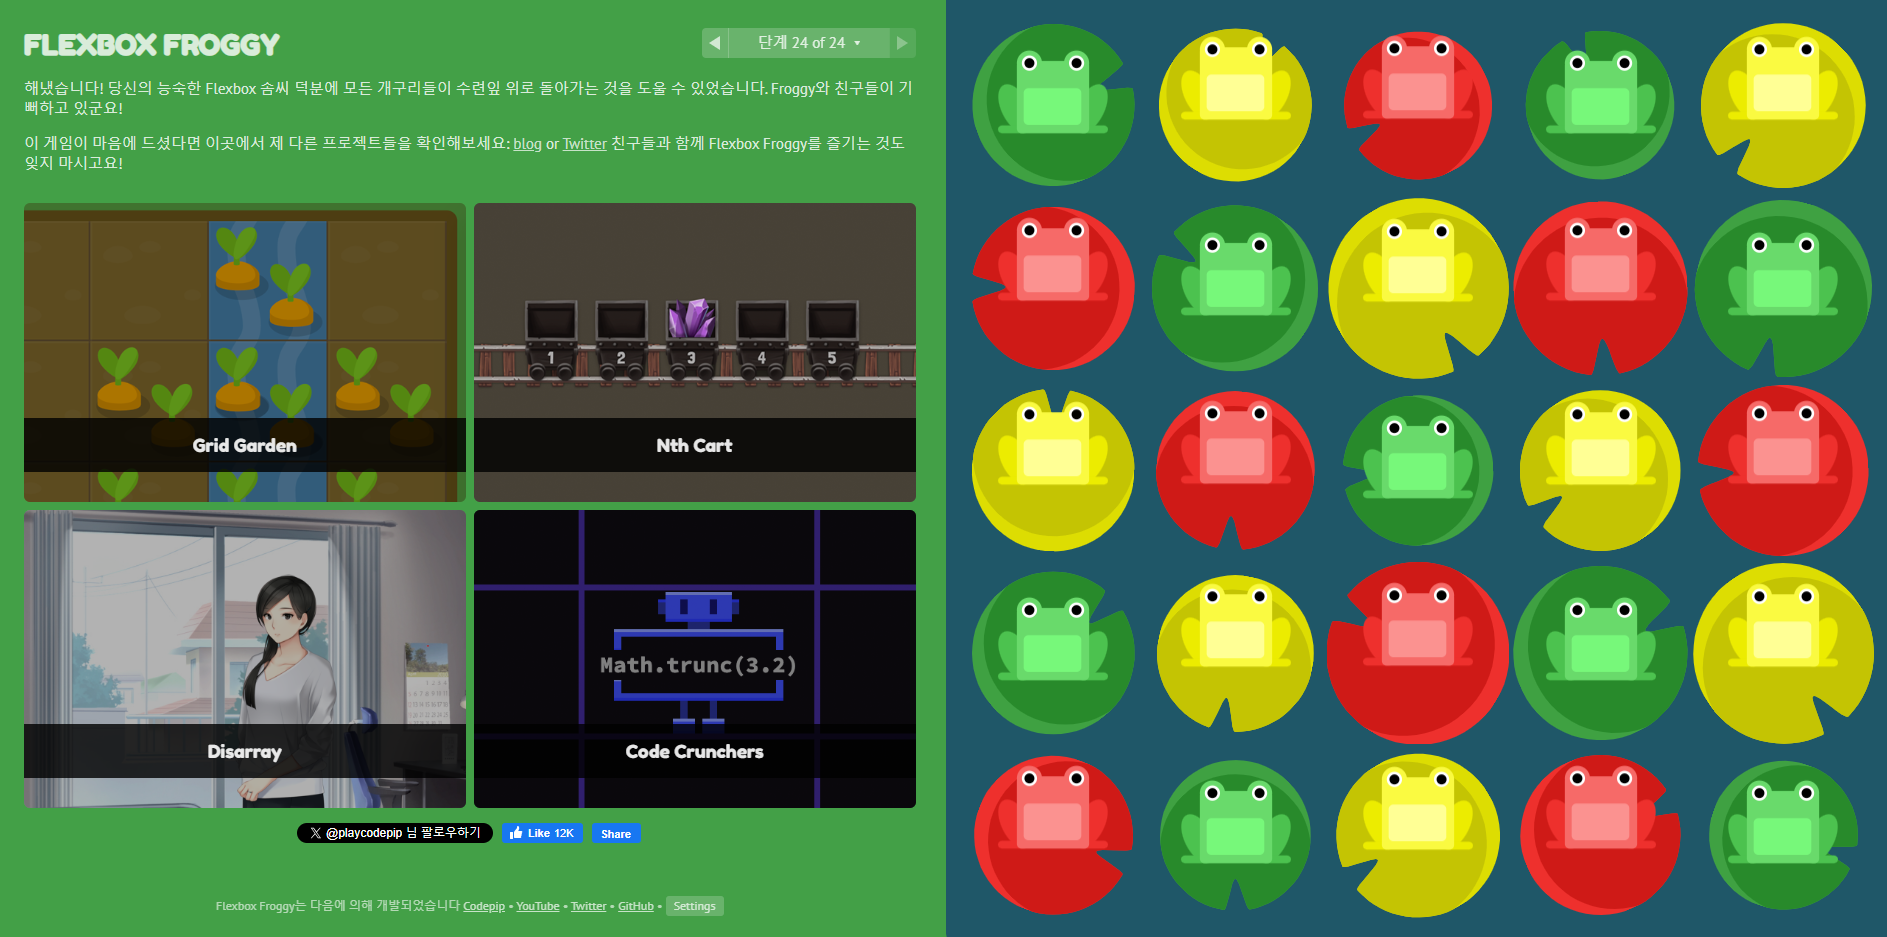 FLEXBOX FROGGY
◀ 단계 24 of 24 ▾ ▶
해냈습니다! 당신의 능숙한 Flexbox 솜씨 덕분에 모든 개구리들이 수련잎 위로 돌아가는 것을 도울 수 있었습니다. Froggy와 친구들이 기
뻐하고 있군요!
이 게임이 마음에 드셨다면 이곳에서 제 다른 프로젝트들을 확인해보세요: blog or Twitter 친구들과 함께 Flexbox Froggy를 즐기는 것도
잊지 마시고요!
1 2 3 4 5
Grid Garden
Nth Cart
Math.trunc(3.2)
Disarray
Code Crunchers
X @playcodepip 님 팔로우하기
Like 12K
Share
Flexbox Froggy는 다음에 의해 개발되었습니다 Codepip • YouTube • Twitter • GitHub • Settings